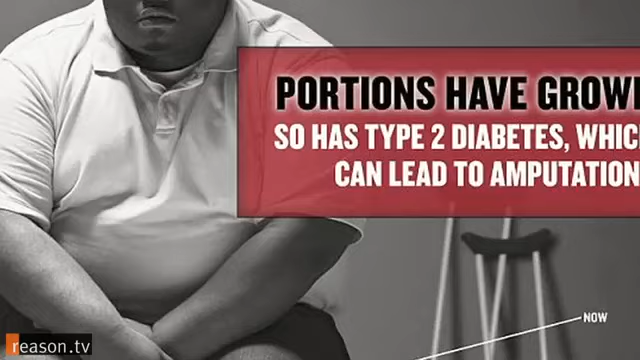 PORTIONS HAVE GROW
SO HAS TYPE 2 DIABETES, WHIC
CAN LEAD TO AMPUTATION
NOW
reason.tv